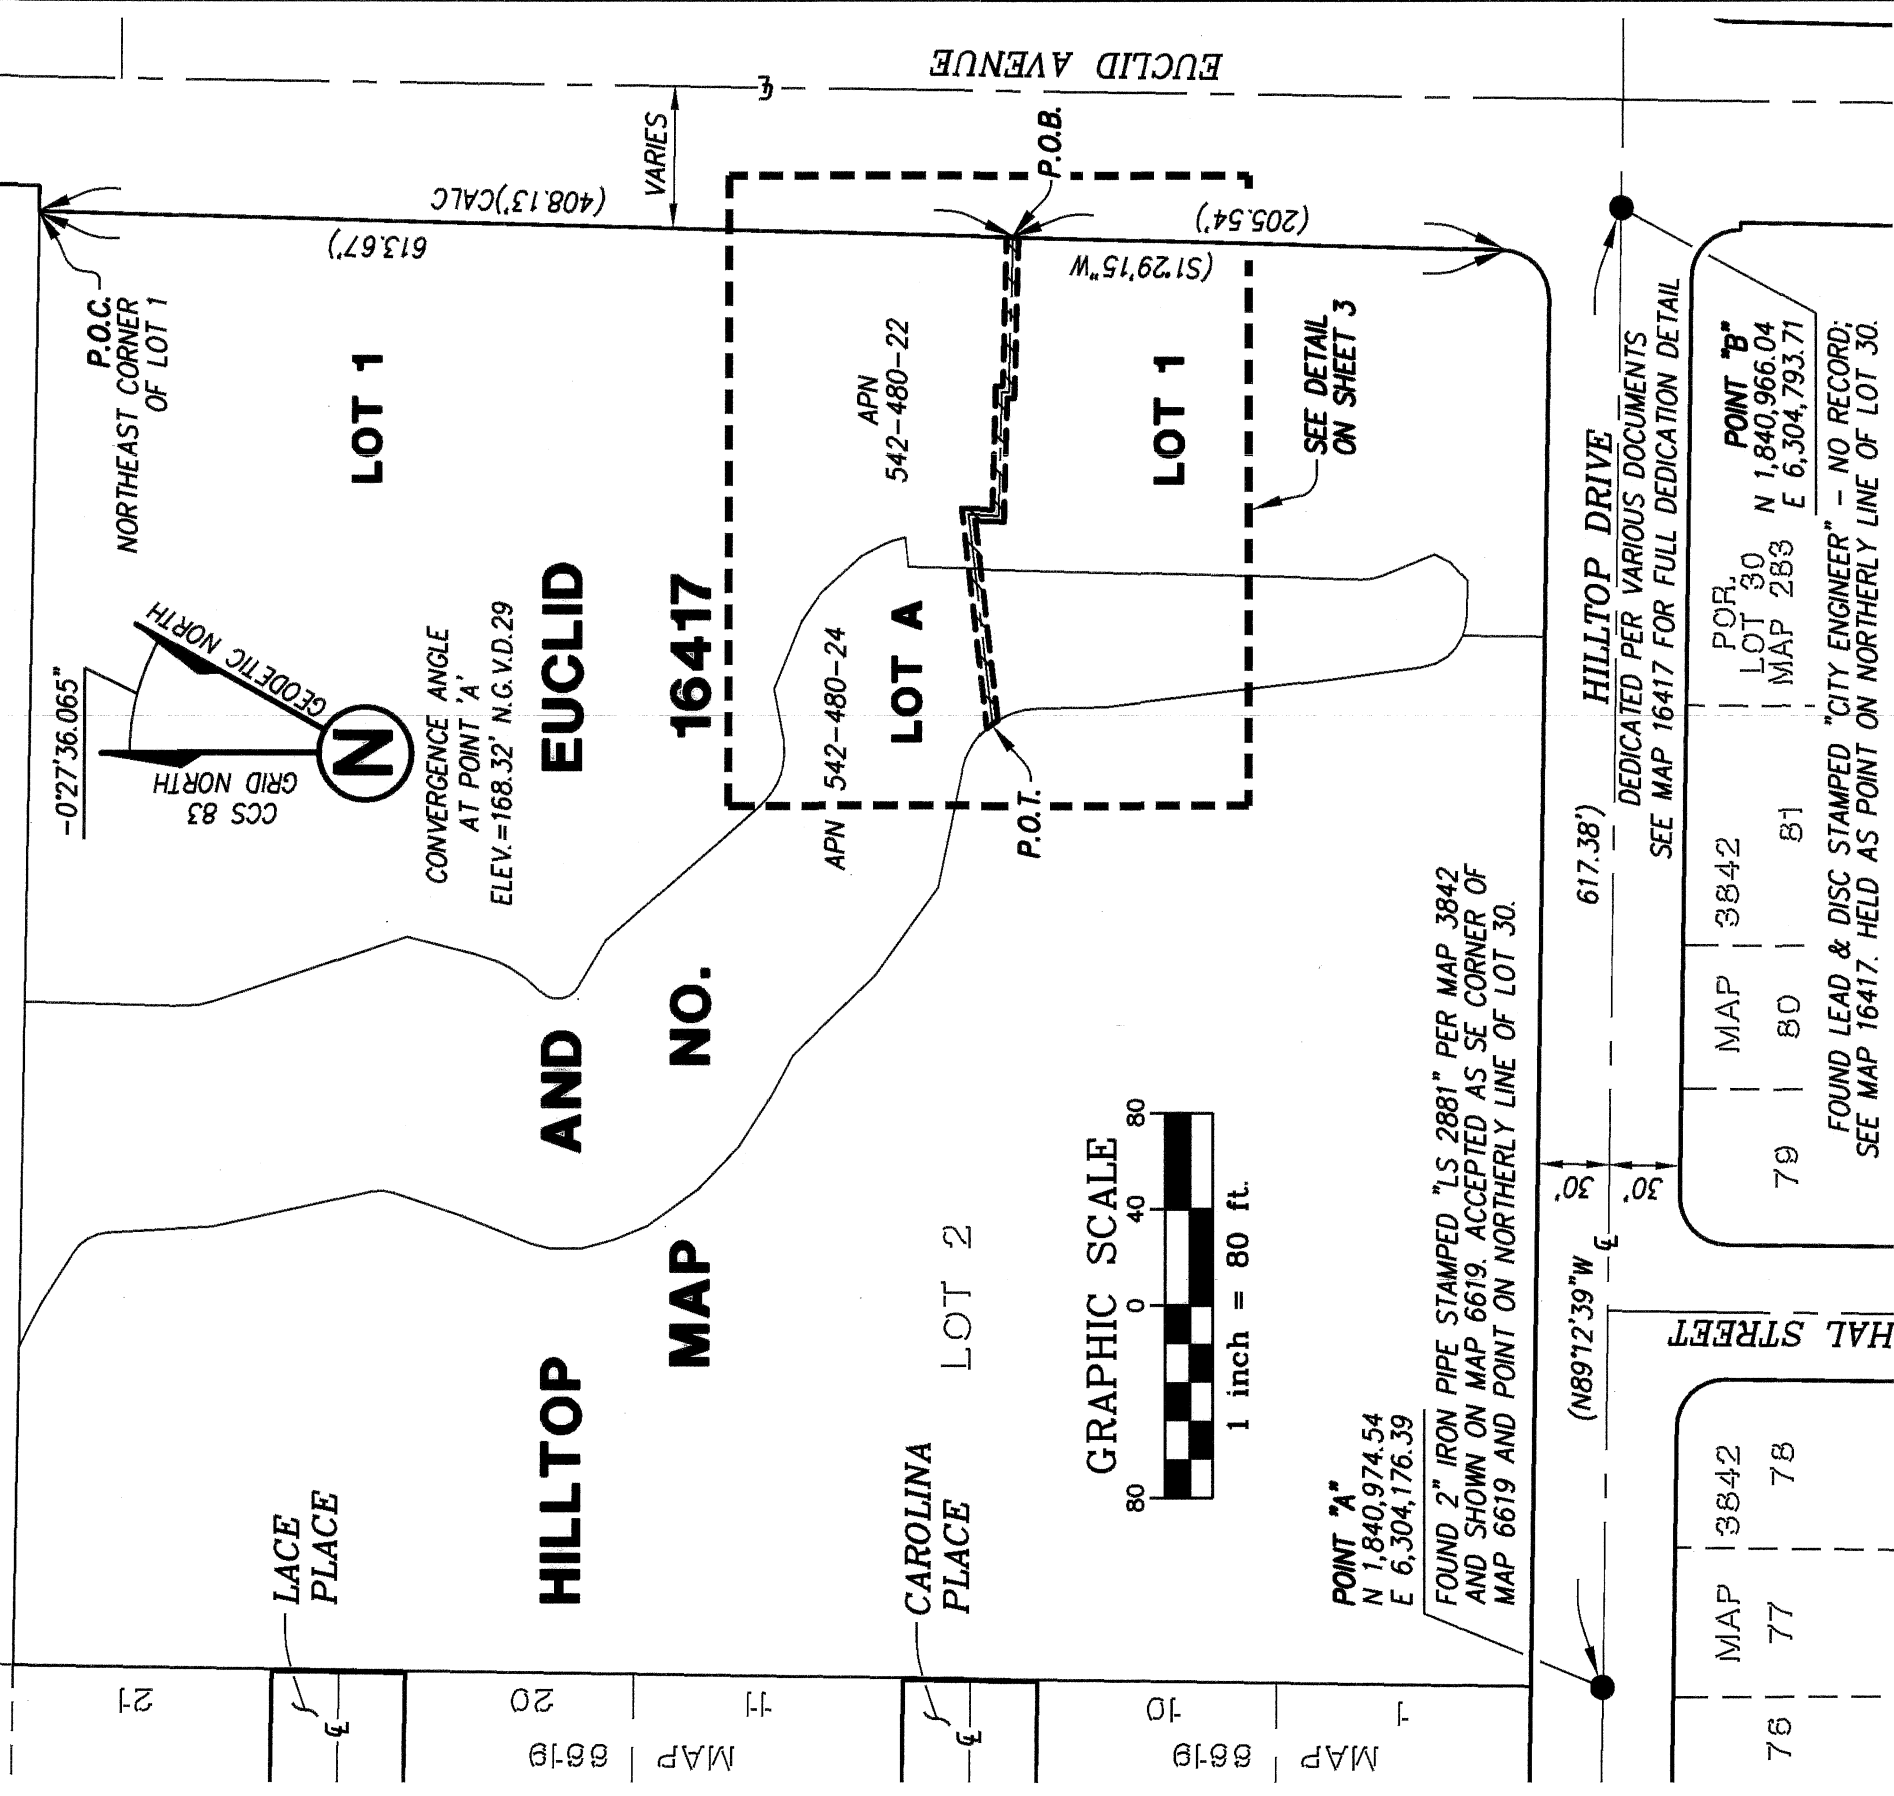 EUCLID AVENUE
℄
VARIES
(408.13')CALC
613.67')
P.O.C.
NORTHEAST CORNER
OF LOT 1
LOT 1
P.O.B.
(205.54')
(S1°29'15"W
APN
542-480-22
LOT 1
SEE DETAIL
ON SHEET 3
-0°27'36.065"
GEODETIC NORTH
CCS 83
GRID NORTH
N
CONVERGENCE ANGLE
AT POINT 'A'
ELEV.=168.32' N.G.V.D.29
HILLTOP AND EUCLID
MAP NO. 16417
APN 542-480-24
LOT A
P.O.T.
LOT 2
GRAPHIC SCALE
80 0 40 80
1 inch = 80 ft.
LACE
PLACE
℄
CAROLINA
PLACE
℄
21
20
MAP 6619
11
10
MAP 6619
1
POINT "A"
N 1,840,974.54
E 6,304,176.39
FOUND 2" IRON PIPE STAMPED "LS 2881" PER MAP 3842
AND SHOWN ON MAP 6619. ACCEPTED AS SE CORNER OF
MAP 6619 AND POINT ON NORTHERLY LINE OF LOT 30.
HILLTOP DRIVE
DEDICATED PER VARIOUS DOCUMENTS
SEE MAP 16417 FOR FULL DEDICATION DETAIL
(N89°12'39"W
617.38')
℄
30'
30'
HAL STREET
POINT "B"
N 1,840,966.04
E 6,304,793.71
FOUND LEAD & DISC STAMPED "CITY ENGINEER" - NO RECORD;
SEE MAP 16417. HELD AS POINT ON NORTHERLY LINE OF LOT 30.
POR.
LOT 30
MAP 283
MAP 3842
76
77
78
MAP 3842
79
80
81